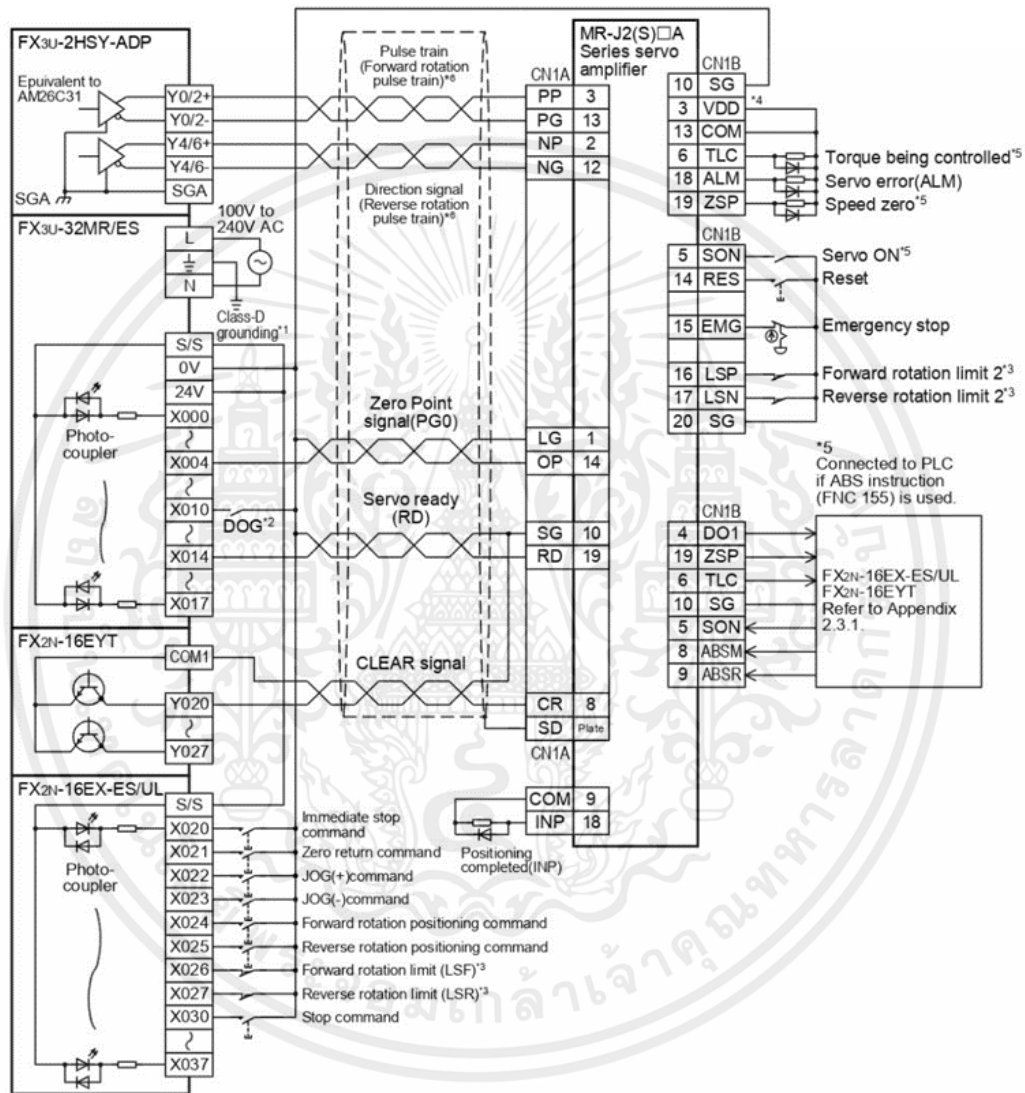 FX3U-2HSY-ADP
Epuivalent to
AM26C31
Y0/2+
Y0/2-
Y4/6+
Y4/6-
SGA
SGA
Pulse train
(Forward rotation
pulse train)*6
Direction signal
(Reverse rotation
pulse train)*6
CN1A
PP 3
PG 13
NP 2
NG 12
MR-J2(S)□A
Series servo
amplifier
CN1B
10 SG
3 VDD *4
13 COM
6 TLC Torque being controlled*5
18 ALM Servo error(ALM)
19 ZSP Speed zero*5
CN1B
5 SON Servo ON*5
14 RES Reset
15 EMG Emergency stop
16 LSP Forward rotation limit 2*3
17 LSN Reverse rotation limit 2*3
20 SG
FX3U-32MR/ES
100V to
240V AC
L
N
Class-D
grounding*1
S/S
0V
24V
X000
Photo-
coupler
X004
X010
DOG*2
X014
X017
Zero Point
signal(PG0)
LG 1
OP 14
Servo ready
(RD)
SG 10
RD 19
*5
Connected to PLC
if ABS instruction
(FNC 155) is used.
CN1B
4 DO1
19 ZSP
6 TLC
10 SG
5 SON
8 ABSM
9 ABSR
FX2N-16EX-ES/UL
FX2N-16EYT
Refer to Appendix
2.3.1.
FX2N-16EYT
COM1
Y020
Y027
CLEAR signal
CR 8
SD Plate
CN1A
COM 9
INP 18
Positioning
completed(INP)
FX2N-16EX-ES/UL
S/S
Photo-
coupler
X020 Immediate stop
command
X021 Zero return command
X022 JOG(+)command
X023 JOG(-)command
X024 Forward rotation positioning command
X025 Reverse rotation positioning command
X026 Forward rotation limit (LSF)*3
X027 Reverse rotation limit (LSR)*3
X030 Stop command
X037